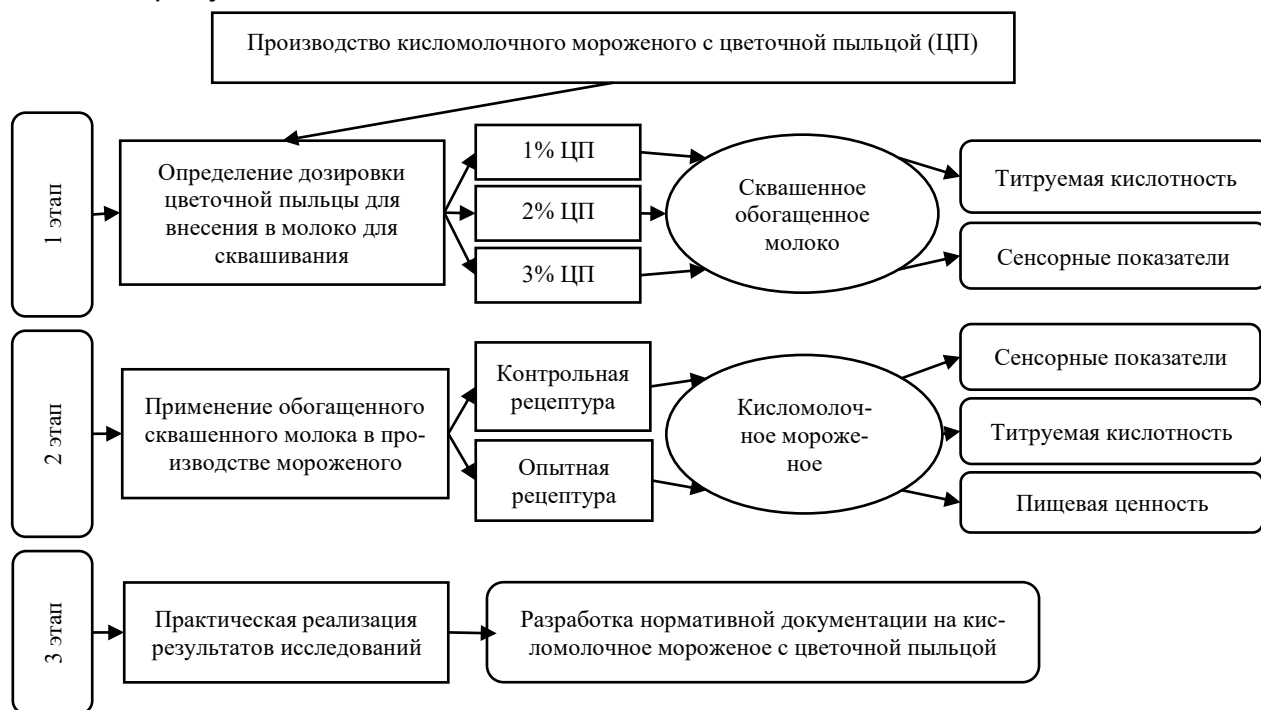 Производство кисломолочного мороженого с цветочной пыльцой (ЦП)
1 этап
Определение дозировки
цветочной пыльцы для
внесения в молоко для
сквашивания
1% ЦП
2% ЦП
3% ЦП
Сквашенное
обогащенное
молоко
Титруемая кислотность
Сенсорные показатели
2 этап
Применение обогащенного
сквашенного молока в про-
изводстве мороженого
Контрольная
рецептура
Опытная
рецептура
Кисломолоч-
ное мороже-
ное
Сенсорные показатели
Титруемая кислотность
Пищевая ценность
3 этап
Практическая реализация
результатов исследований
Разработка нормативной документации на кис-
ломолочное мороженое с цветочной пыльцой